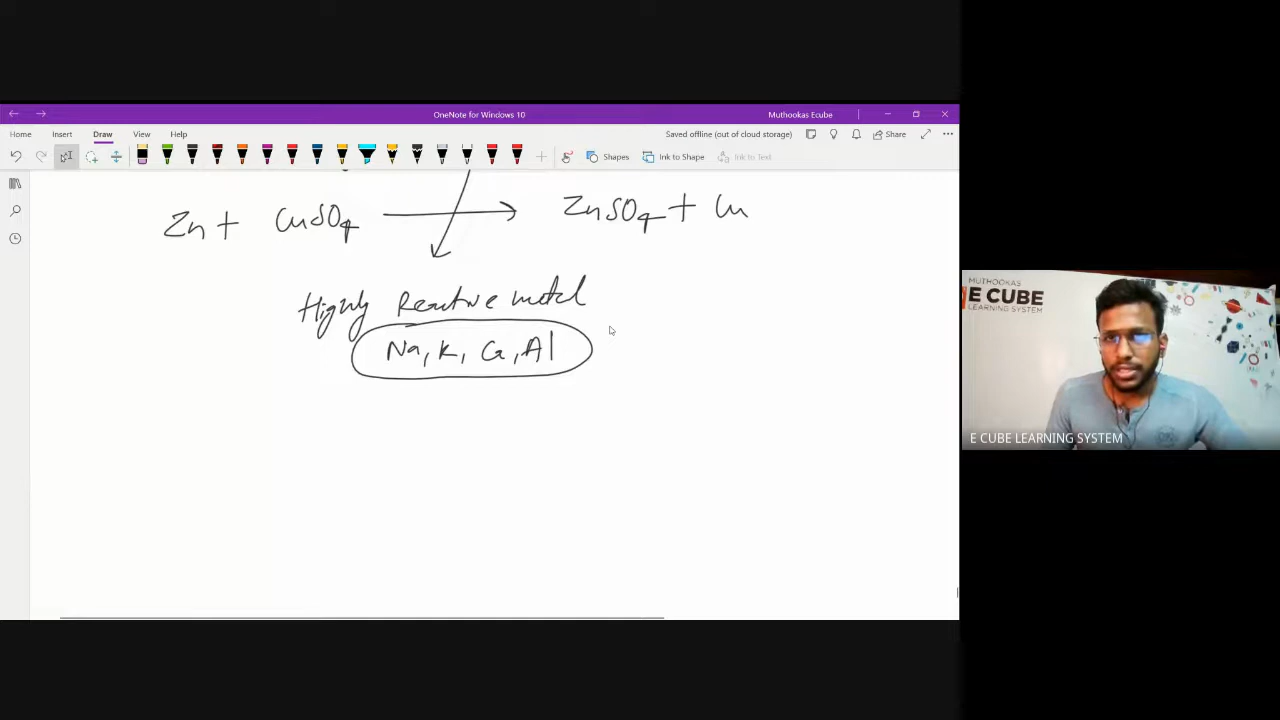 OneNote for Windows 10
Muthookas Ecube
Home Insert Draw View Help
Saved offline (out of cloud storage)
Share
Shapes
Ink to Shape
Ink to Text
Zn + CuSO4 → ZnSO4 + Cu
Highly Reactive metal
Na, K, Ca, Al
MUTHOOKAS
E CUBE
LEARNING SYSTEM
E CUBE LEARNING SYSTEM